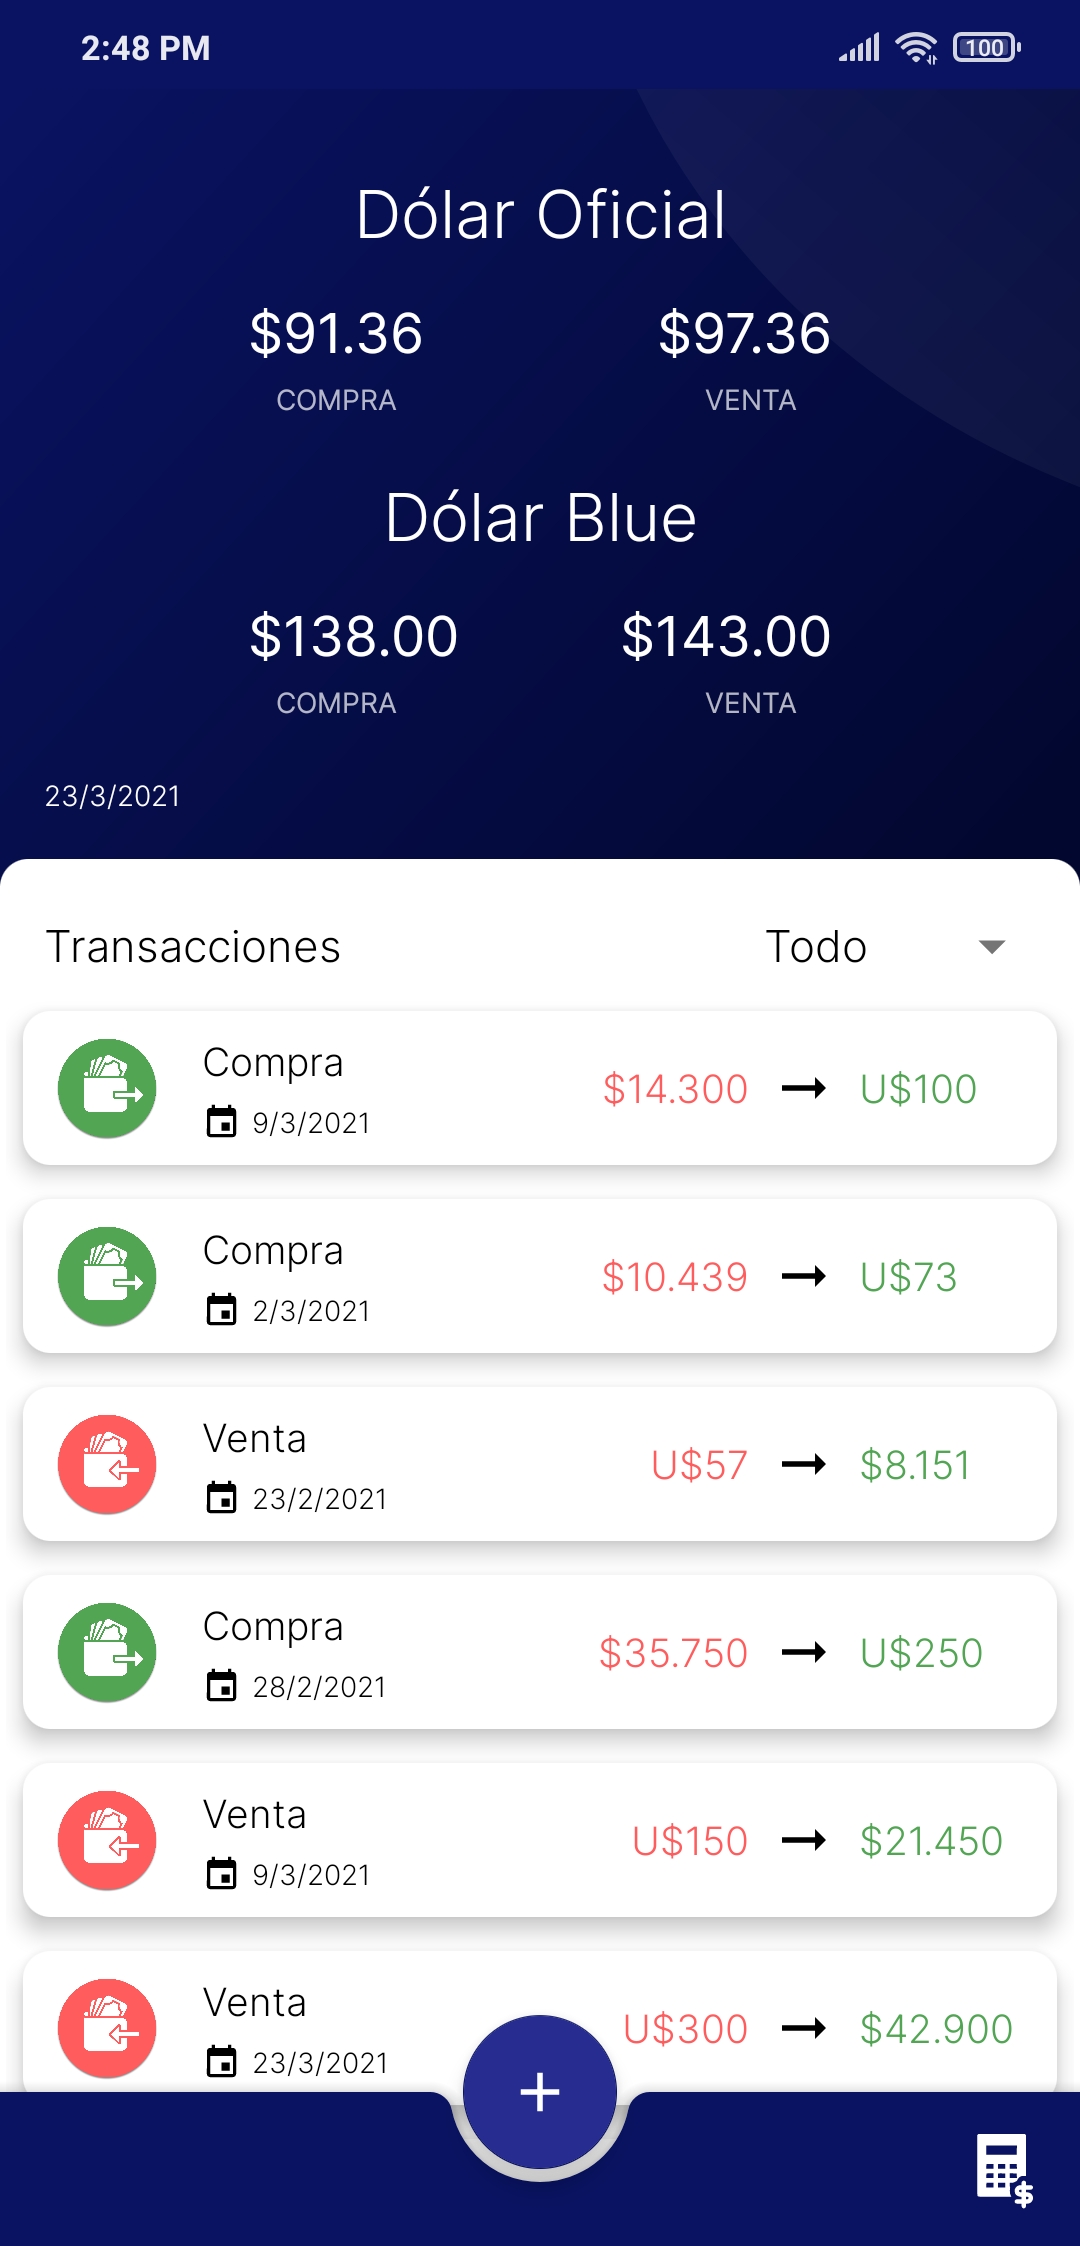 2:48 PM
100
Dólar Oficial
$91.36 $97.36
COMPRA VENTA
Dólar Blue
$138.00 $143.00
COMPRA VENTA
23/3/2021
Transacciones Todo
Compra
$14.300 → U$100
9/3/2021
Compra
$10.439 → U$73
2/3/2021
Venta
U$57 → $8.151
23/2/2021
Compra
$35.750 → U$250
28/2/2021
Venta
U$150 → $21.450
9/3/2021
Venta
U$300 → $42.900
23/3/2021
+
$